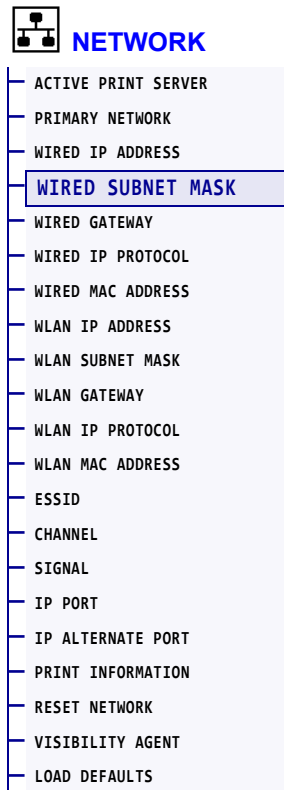 NETWORK
ACTIVE PRINT SERVER
PRIMARY NETWORK
WIRED IP ADDRESS
WIRED SUBNET MASK
WIRED GATEWAY
WIRED IP PROTOCOL
WIRED MAC ADDRESS
WLAN IP ADDRESS
WLAN SUBNET MASK
WLAN GATEWAY
WLAN IP PROTOCOL
WLAN MAC ADDRESS
ESSID
CHANNEL
SIGNAL
IP PORT
IP ALTERNATE PORT
PRINT INFORMATION
RESET NETWORK
VISIBILITY AGENT
LOAD DEFAULTS